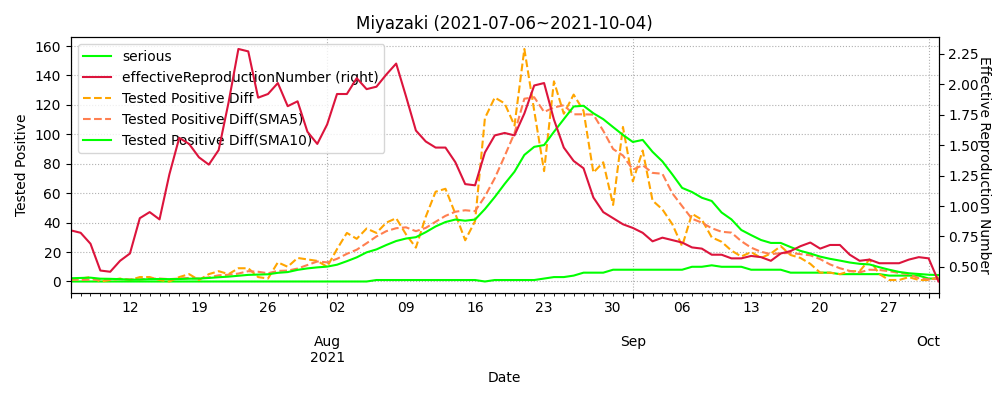 Miyazaki (2021-07-06~2021-10-04)
serious
effectiveReproductionNumber (right)
Tested Positive Diff
Tested Positive Diff(SMA5)
Tested Positive Diff(SMA10)
Tested Positive
160
140
120
100
80
60
40
20
0
2.25
2.00
1.75
1.50
1.25
1.00
0.75
0.50
Effective Reproduction Number
12
19
26
02
09
16
23
30
06
13
20
27
Aug
2021
Sep
Oct
Date